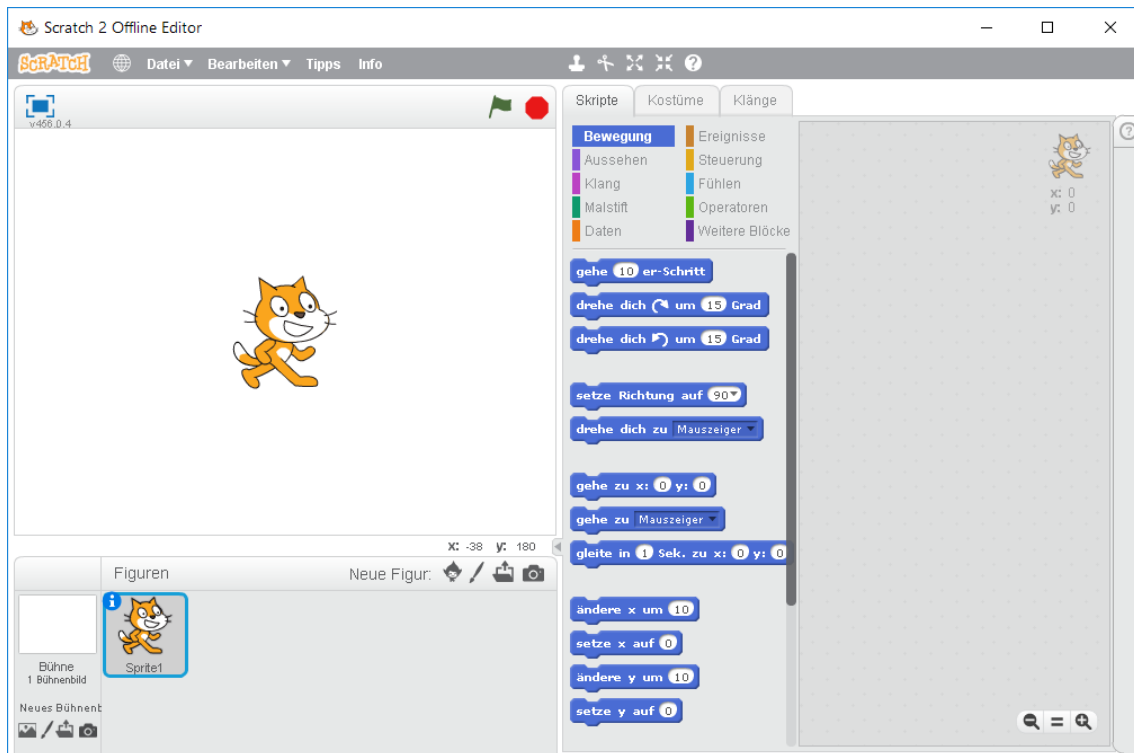 Scratch 2 Offline Editor
SCRATCH Datei Bearbeiten Tipps Info
v456.0.4
Skripte Kostüme Klänge
Bewegung Ereignisse
Aussehen Steuerung
Klang Fühlen
Malstift Operatoren
Daten Weitere Blöcke
x: 0
y: 0
gehe 10 er-Schritt
drehe dich um 15 Grad
drehe dich um 15 Grad
setze Richtung auf 90
drehe dich zu Mauszeiger
gehe zu x: 0 y: 0
gehe zu Mauszeiger
gleite in 1 Sek. zu x: 0 y: 0
ändere x um 10
setze x auf 0
ändere y um 10
setze y auf 0
x: -38 y: 180
Figuren Neue Figur:
Sprite1
Bühne
1 Bühnenbild
Neues Bühnenb